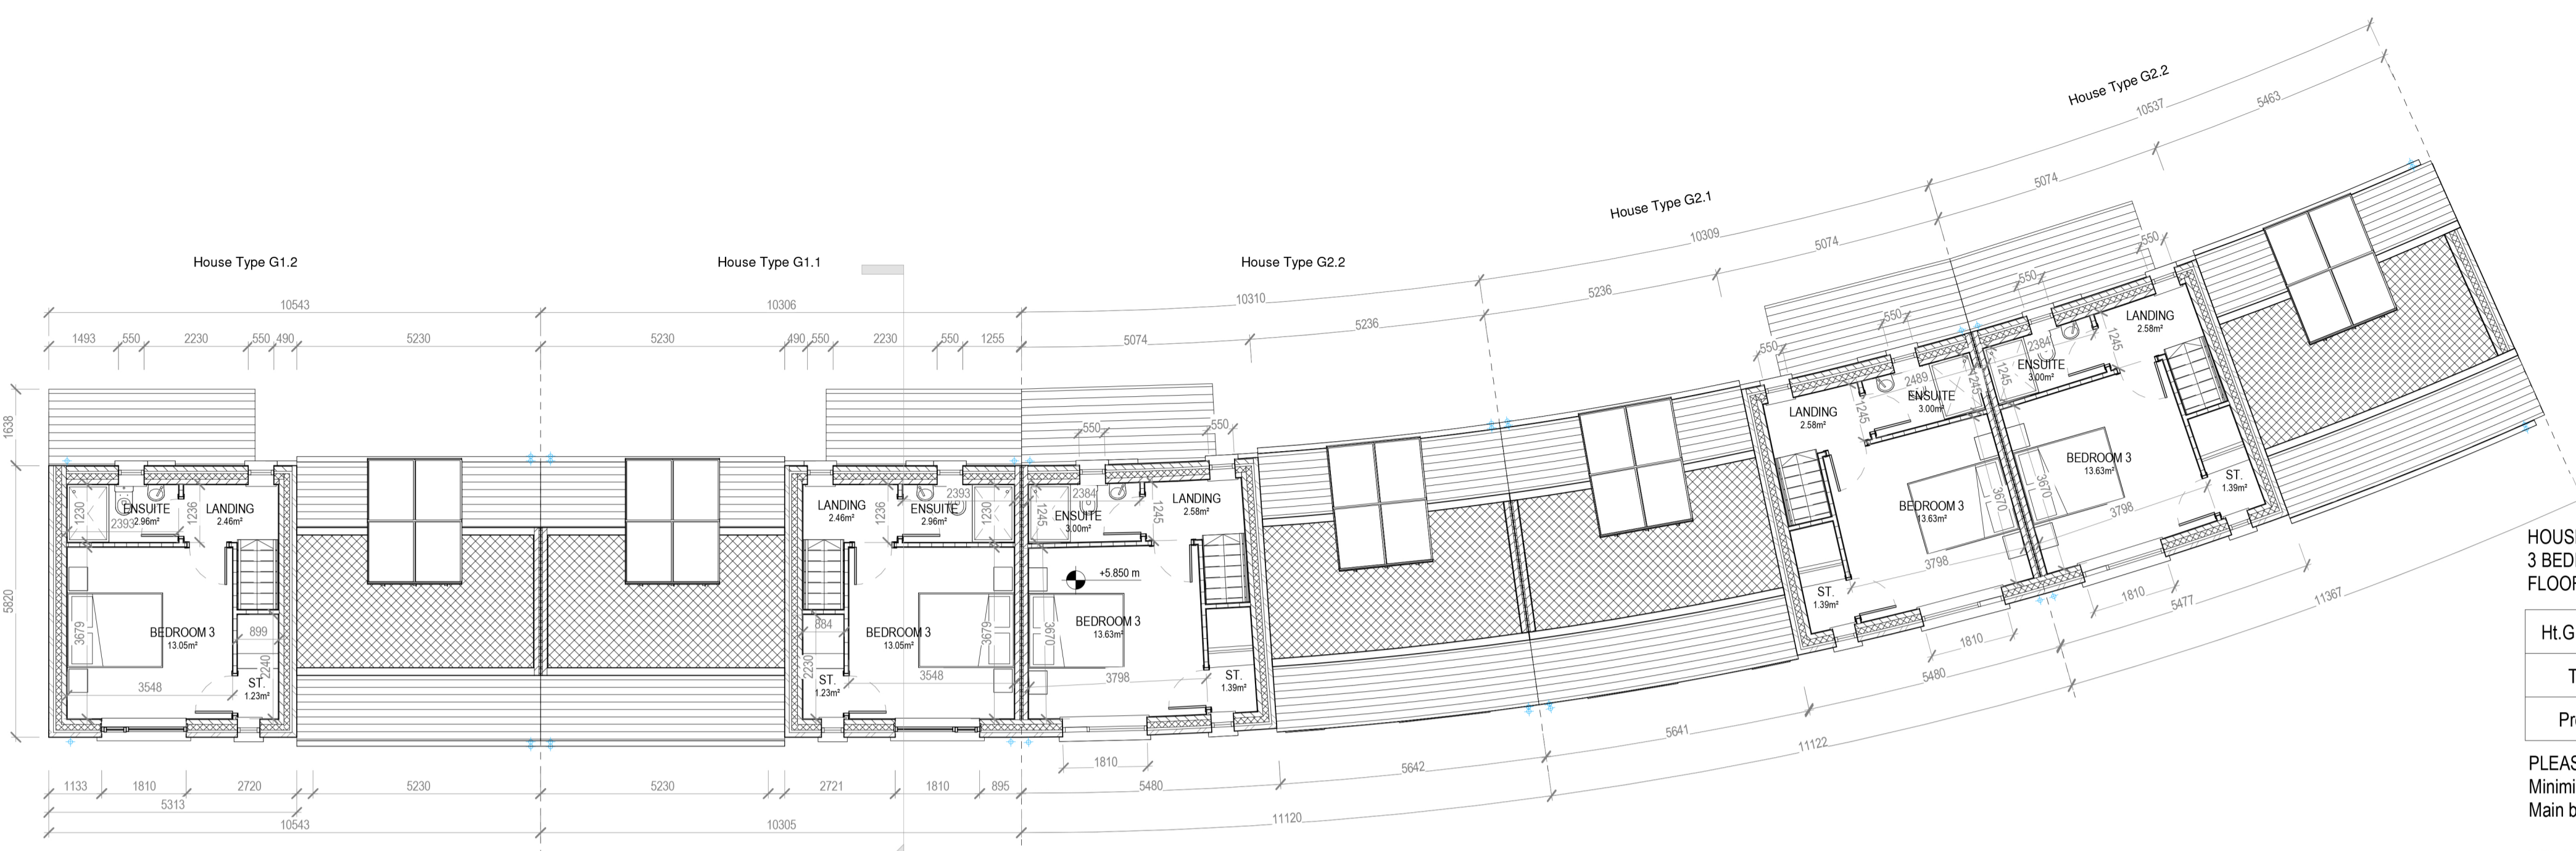 House Type G2.2
10537
5463
House Type G2.1
5074
10309
5074
House Type G1.2
House Type G1.1
House Type G2.2
10543
10306
10310
5236
1493
550
2230
550
490
5230
5230
490
550
2230
550
1255
5074
5236
550
550
550
550
550
550
1638
5820
ENSUITE
2.96m²
1230
2393
1236
LANDING
2.46m²
BEDROOM 3
13.05m²
3679
899
2240
3548
ST.
1.23m²
LANDING
2.46m²
1236
ENSUITE
2.96m²
2393
1230
884
2230
BEDROOM 3
13.05m²
3679
3548
ST.
1.23m²
ENSUITE
3.00m²
2384
1245
1245
LANDING
2.58m²
+5.850 m
BEDROOM 3
13.63m²
3670
3798
ST.
1.39m²
LANDING
2.58m²
1245
ENSUITE
3.00m²
2489
1245
BEDROOM 3
13.63m²
3670
3798
ST.
1.39m²
ENSUITE
3.00m²
2384
1245
1245
LANDING
2.58m²
BEDROOM 3
13.63m²
3670
3798
ST.
1.39m²
1810
5477
11367
1810
5480
5641
11122
1810
5642
5480
11120
1133
1810
2720
5230
5230
2721
1810
895
5313
10543
10305
HOUS
3 BED
FLOO
Ht.G
T
Pr
PLEAS
Minimi
Main b